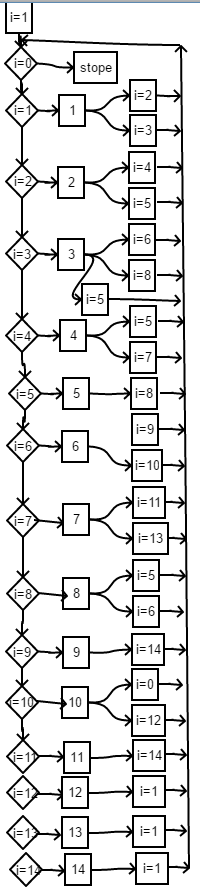 i=1
i=0
stope
i=1
1
i=2
i=3
i=2
2
i=4
i=5
i=3
3
i=6
i=8
i=5
i=4
4
i=5
i=7
i=5
5
i=8
i=9
i=6
6
i=10
i=7
7
i=11
i=13
i=8
8
i=5
i=6
i=9
9
i=14
i=10
10
i=0
i=12
i=11
11
i=14
i=12
12
i=1
i=13
13
i=1
i=14
14
i=1